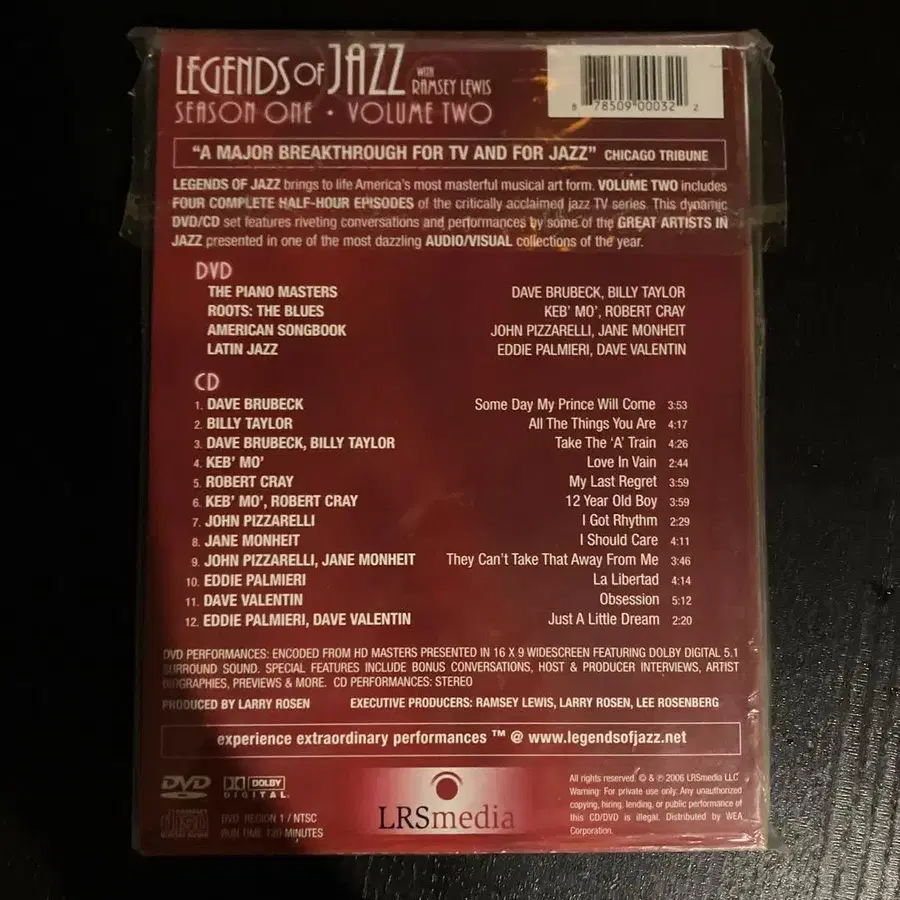 LEGENDS OF JAZZ WITH RAMSEY LEWIS
SEASON ONE • VOLUME TWO
8 78509 00032 2
“A MAJOR BREAKTHROUGH FOR TV AND FOR JAZZ” CHICAGO TRIBUNE
LEGENDS OF JAZZ brings to life America's most masterful musical art form. VOLUME TWO includes
FOUR COMPLETE HALF-HOUR EPISODES of the critically acclaimed jazz TV series. This dynamic
DVD/CD set features riveting conversations and performances by some of the GREAT ARTISTS IN
JAZZ presented in one of the most dazzling AUDIO/VISUAL collections of the year.
DVD
THE PIANO MASTERS DAVE BRUBECK, BILLY TAYLOR
ROOTS: THE BLUES KEB' MO', ROBERT CRAY
AMERICAN SONGBOOK JOHN PIZZARELLI, JANE MONHEIT
LATIN JAZZ EDDIE PALMIERI, DAVE VALENTIN
CD
1. DAVE BRUBECK Some Day My Prince Will Come 3:53
2. BILLY TAYLOR All The Things You Are 4:17
3. DAVE BRUBECK, BILLY TAYLOR Take The ‘A’ Train 4:26
4. KEB' MO' Love In Vain 2:44
5. ROBERT CRAY My Last Regret 3:59
6. KEB' MO', ROBERT CRAY 12 Year Old Boy 3:59
7. JOHN PIZZARELLI I Got Rhythm 2:29
8. JANE MONHEIT I Should Care 4:11
9. JOHN PIZZARELLI, JANE MONHEIT They Can't Take That Away From Me 3:46
10. EDDIE PALMIERI La Libertad 4:14
11. DAVE VALENTIN Obsession 5:12
12. EDDIE PALMIERI, DAVE VALENTIN Just A Little Dream 2:20
DVD PERFORMANCES: ENCODED FROM HD MASTERS PRESENTED IN 16 X 9 WIDESCREEN FEATURING DOLBY DIGITAL 5.1
SURROUND SOUND. SPECIAL FEATURES INCLUDE BONUS CONVERSATIONS, HOST & PRODUCER INTERVIEWS, ARTIST
BIOGRAPHIES, PREVIEWS & MORE. CD PERFORMANCES: STEREO
PRODUCED BY LARRY ROSEN EXECUTIVE PRODUCERS: RAMSEY LEWIS, LARRY ROSEN, LEE ROSENBERG
experience extraordinary performances ™ @ www.legendsofjazz.net
DVD
DOLBY
DIGITAL
DVD REGION 1 / NTSC
RUN TIME 120 MINUTES
LRSmedia
All rights reserved. © & ℗ 2006 LRSmedia LLC
Warning: For private use only. Any unauthorized
copying, hiring, lending, or public performance of
this CD/DVD is illegal. Distributed by WEA
Corporation.